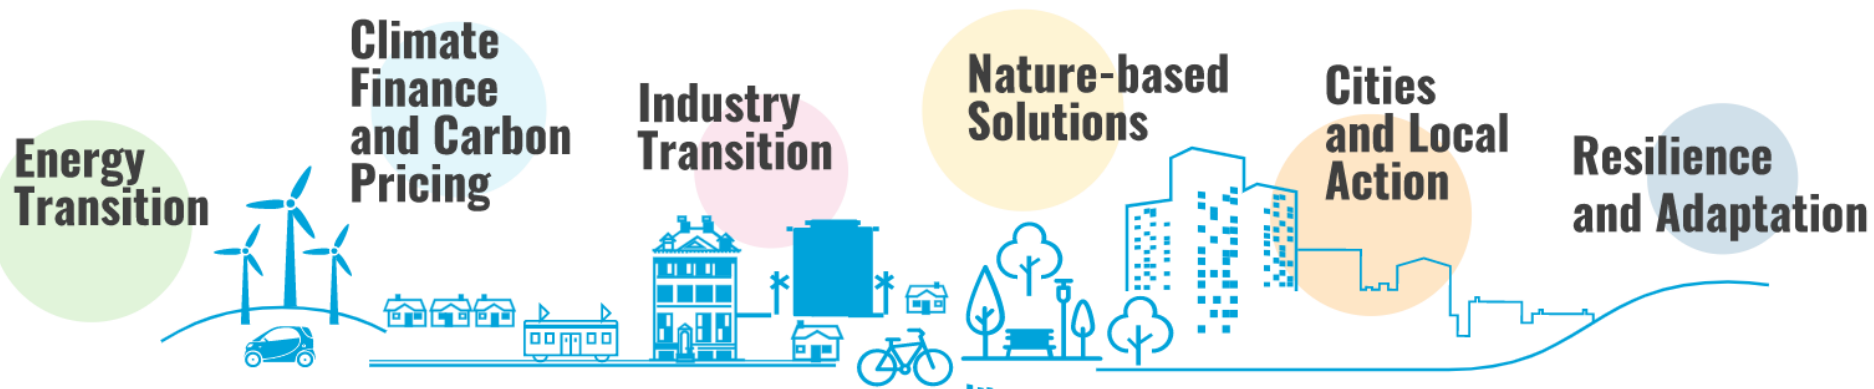 Energy
Transition
Climate
Finance
and Carbon
Pricing
Industry
Transition
Nature-based
Solutions
Cities
and Local
Action
Resilience
and Adaptation